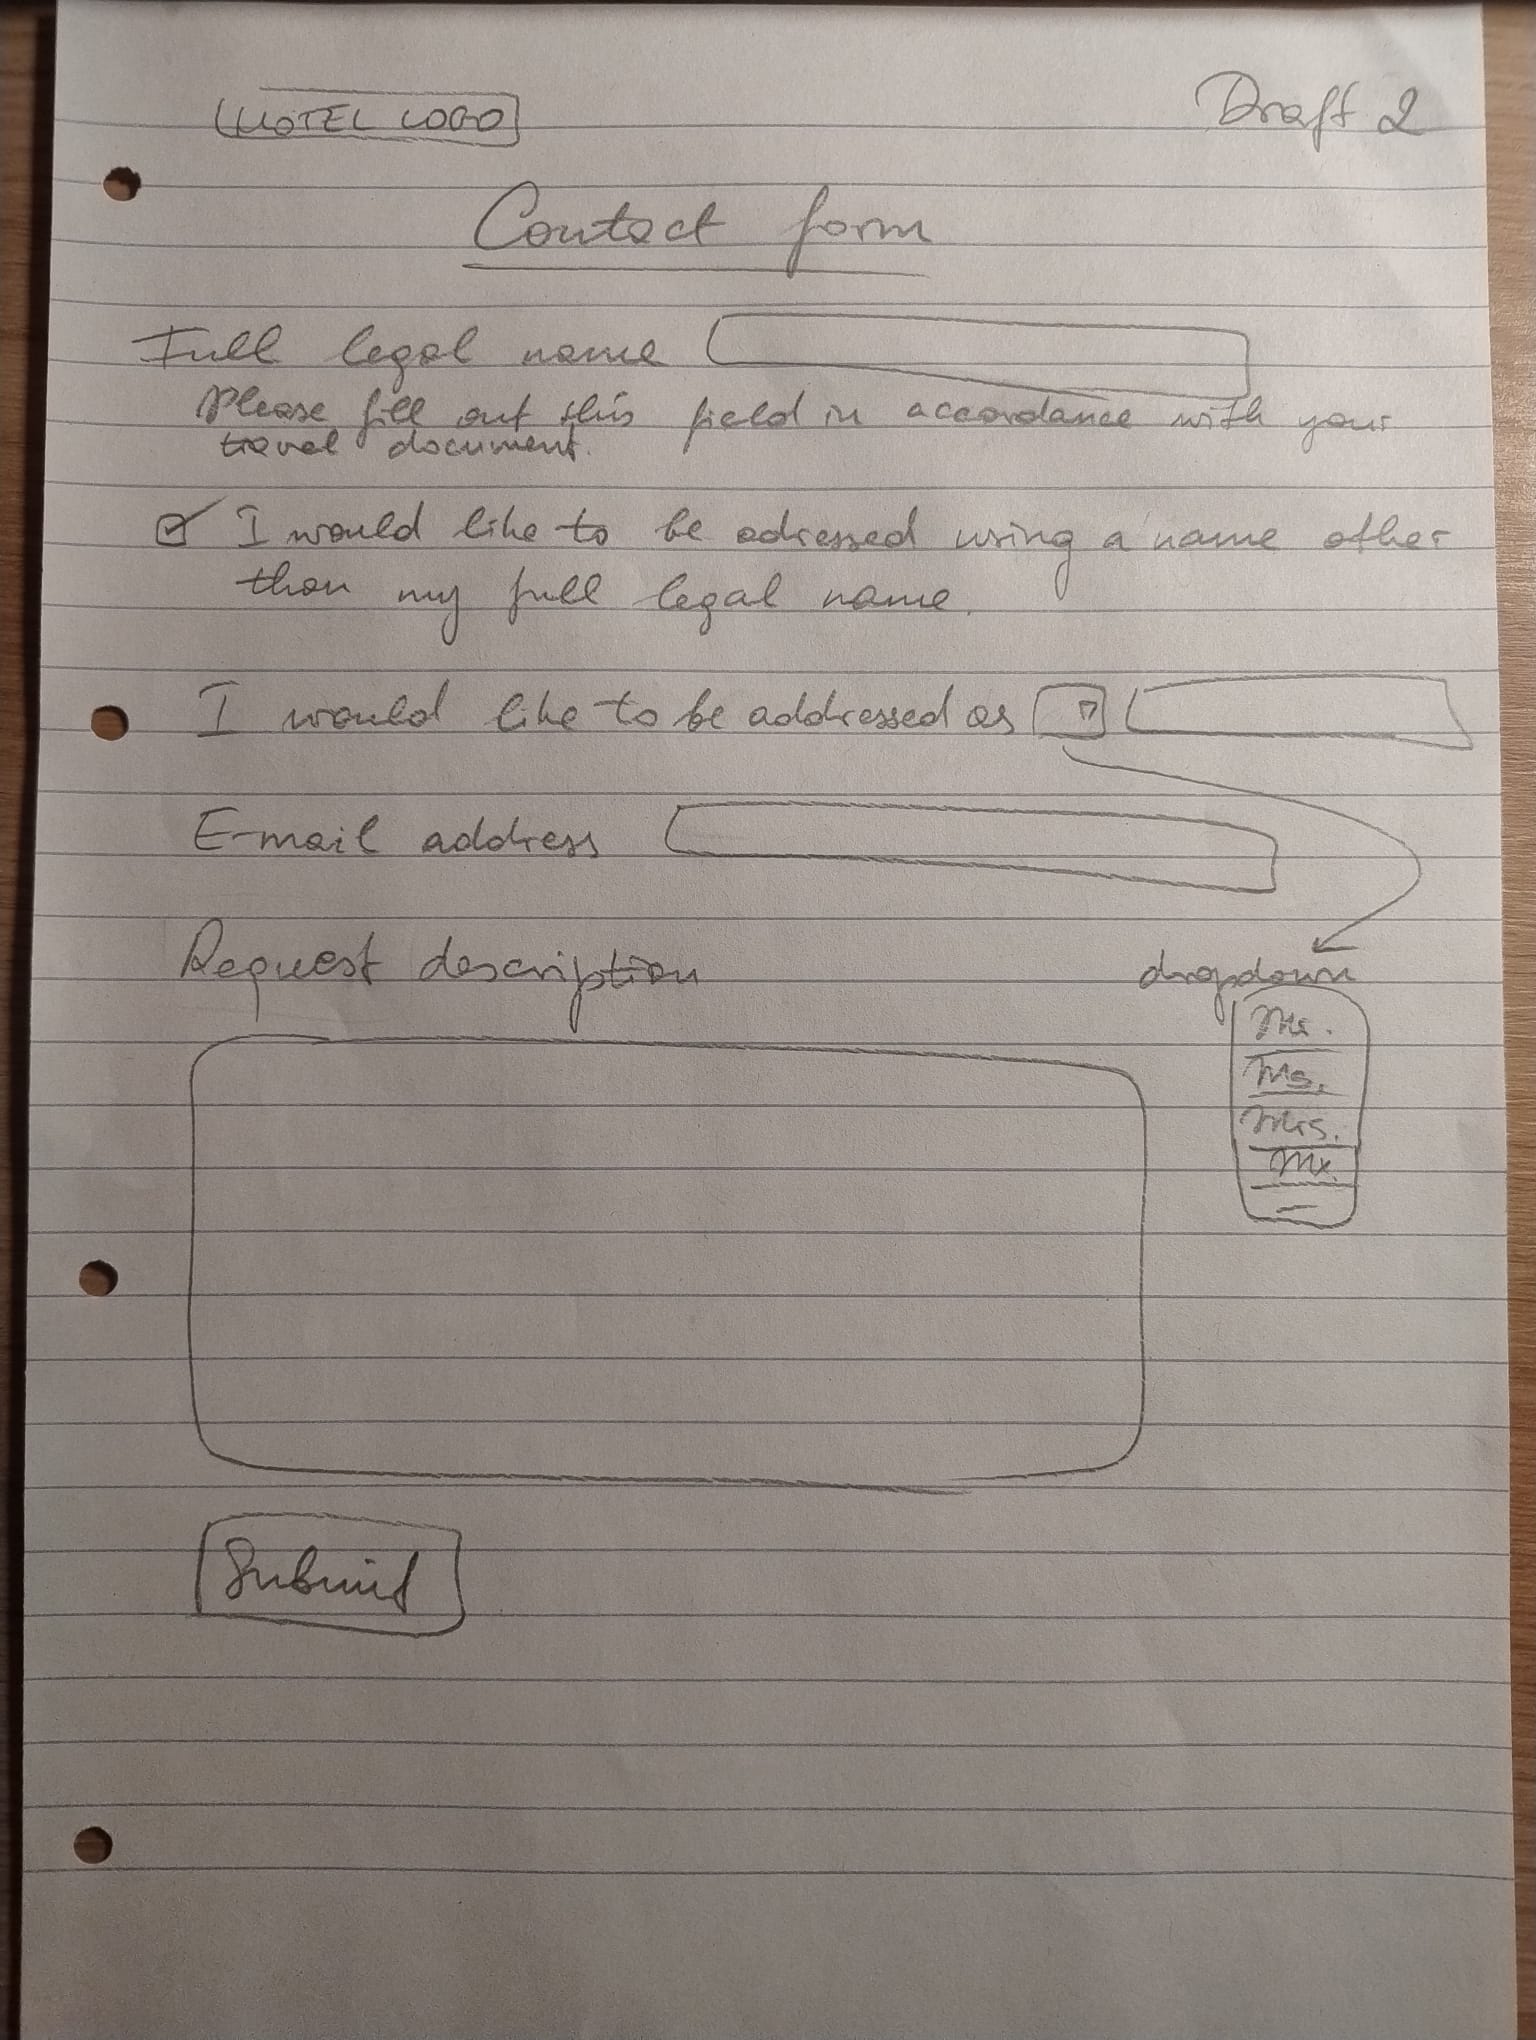 HOTEL LOGO
Draft 2
Contact form
Full legal name
Please fill out this field in accordance with your
travel document.
I would like to be adressed using a name other
than my full legal name.
I would like to be addressed as
E-mail address
Request description
dropdown
Mr.
Ms.
Mrs.
Mx.
—
Submit